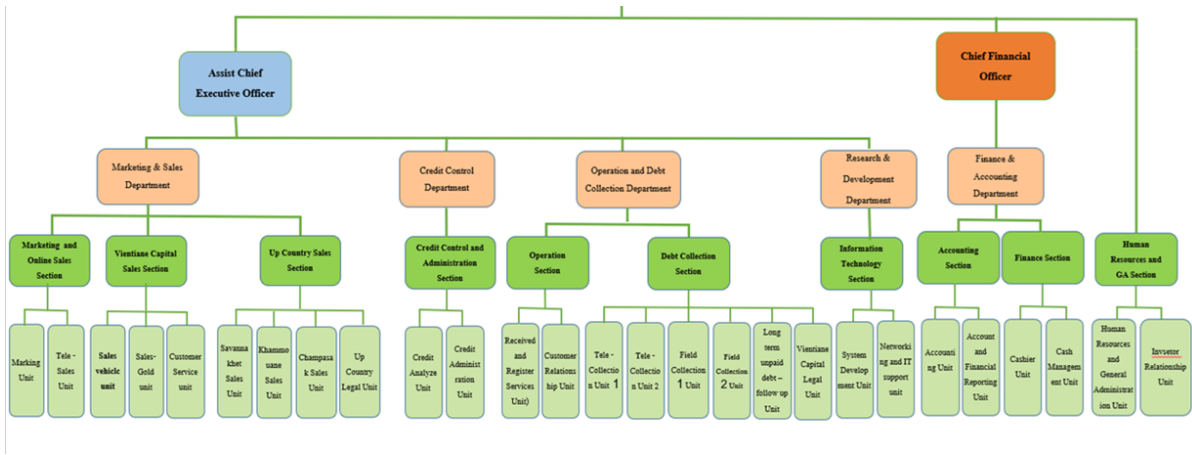 Assist Chief
Executive Officer
Chief Financial
Officer
Marketing & Sales
Department
Credit Control
Department
Operation and Debt
Collection Department
Research &
Development
Department
Finance &
Accounting
Department
Marketing and
Online Sales
Section
Vientiane Capital
Sales Section
Up Country Sales
Section
Credit Control and
Administration
Section
Operation
Section
Debt Collection
Section
Information
Technology
Section
Accounting
Section
Finance Section
Human
Resources and
GA Section
Marking
Unit
Tele -
Sales
Unit
Sales
vehicle
unit
Sales-
Gold
unit
Customer
Service
unit
Savanna
khet
Sales
Unit
Khammo
uane Sales
Unit
Champasa
k Sales
Unit
Up
Country
Legal Unit
Credit
Analyze
Unit
Credit
Administ
ration
Unit
Received
and
Register
Services
Unit)
Customer
Relations
hip Unit
Tele -
Collectio
n Unit 1
Tele -
Collectio
n Unit 2
Field
Collection
1 Unit
Field
Collection
2 Unit
Long
term
unpaid
debt –
follow up
Unit
Vientiane
Capital
Legal
Unit
System
Develop
ment Unit
Networki
ng and IT
support
unit
Accounti
ng Unit
Account
and
Financial
Reporting
Unit
Cashier
Unit
Cash
Managem
ent Unit
Human
Resources
and
General
Administrat
ion Unit
Invsetor
Relationship
Unit